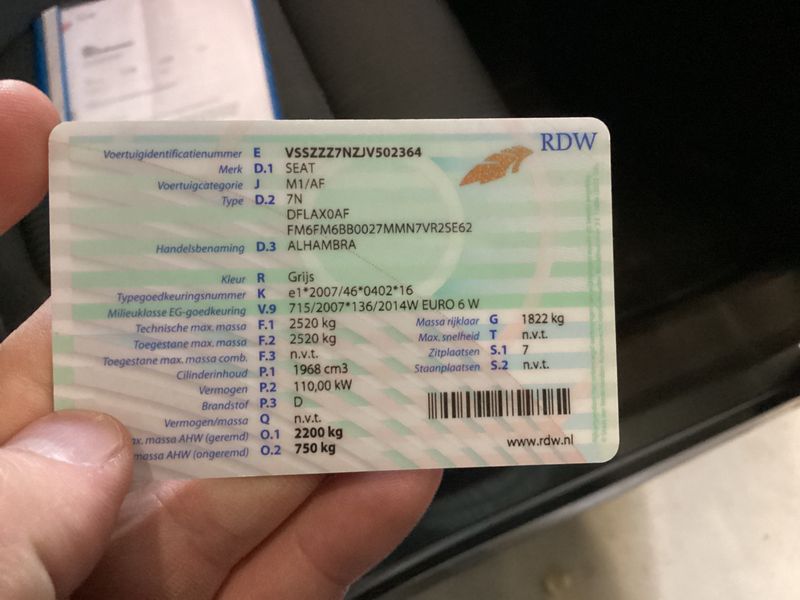 RDW
Voertuigidentificatienummer E VSSZZZ7NZJV502364
Merk D.1 SEAT
Voertuigcategorie J M1/AF
Type D.2 7N
DFLAX0AF
FM6FM6BB0027MMN7VR2SE62
Handelsbenaming D.3 ALHAMBRA
Kleur R Grijs
Typegoedkeuringsnummer K e1*2007/46*0402*16
Milieuklasse EG-goedkeuring V.9 715/2007*136/2014W EURO 6 W
Technische max. massa F.1 2520 kg Massa rijklaar G 1822 kg
Toegestane max. massa F.2 2520 kg Max. snelheid T n.v.t.
Toegestane max. massa comb. F.3 n.v.t. Zitplaatsen S.1 7
Cilinderinhoud P.1 1968 cm3 Staanplaatsen S.2 n.v.t.
Vermogen P.2 110,00 kW
Brandstof P.3 D
Vermogen/massa Q n.v.t.
ax. massa AHW (geremd) O.1 2200 kg
massa AHW (ongeremd) O.2 750 kg
www.rdw.nl